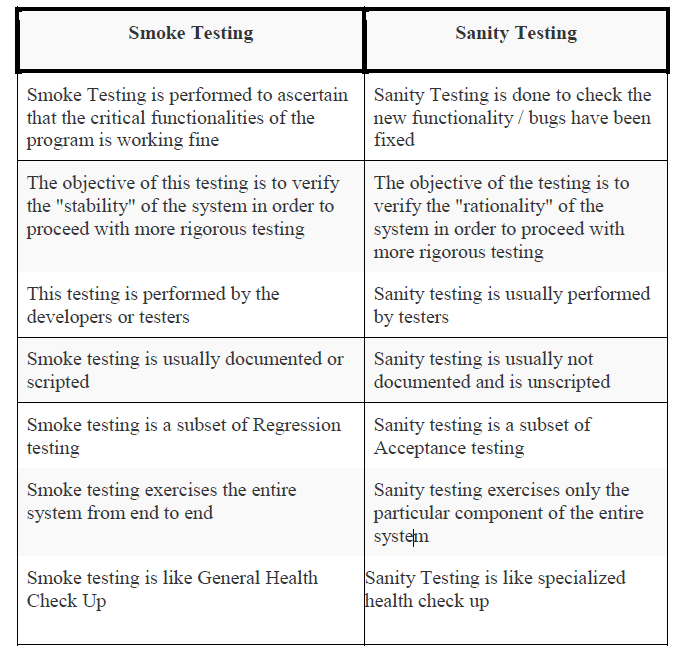 Smoke Testing
Sanity Testing
Smoke Testing is performed to ascertain
that the critical functionalities of the
program is working fine
Sanity Testing is done to check the
new functionality / bugs have been
fixed
The objective of this testing is to verify
the "stability" of the system in order to
proceed with more rigorous testing
The objective of the testing is to
verify the "rationality" of the
system in order to proceed with
more rigorous testing
This testing is performed by the
developers or testers
Sanity testing is usually performed
by testers
Smoke testing is usually documented or
scripted
Sanity testing is usually not
documented and is unscripted
Smoke testing is a subset of Regression
testing
Sanity testing is a subset of
Acceptance testing
Smoke testing exercises the entire
system from end to end
Sanity testing exercises only the
particular component of the entire
system
Smoke testing is like General Health
Check Up
Sanity Testing is like specialized
health check up